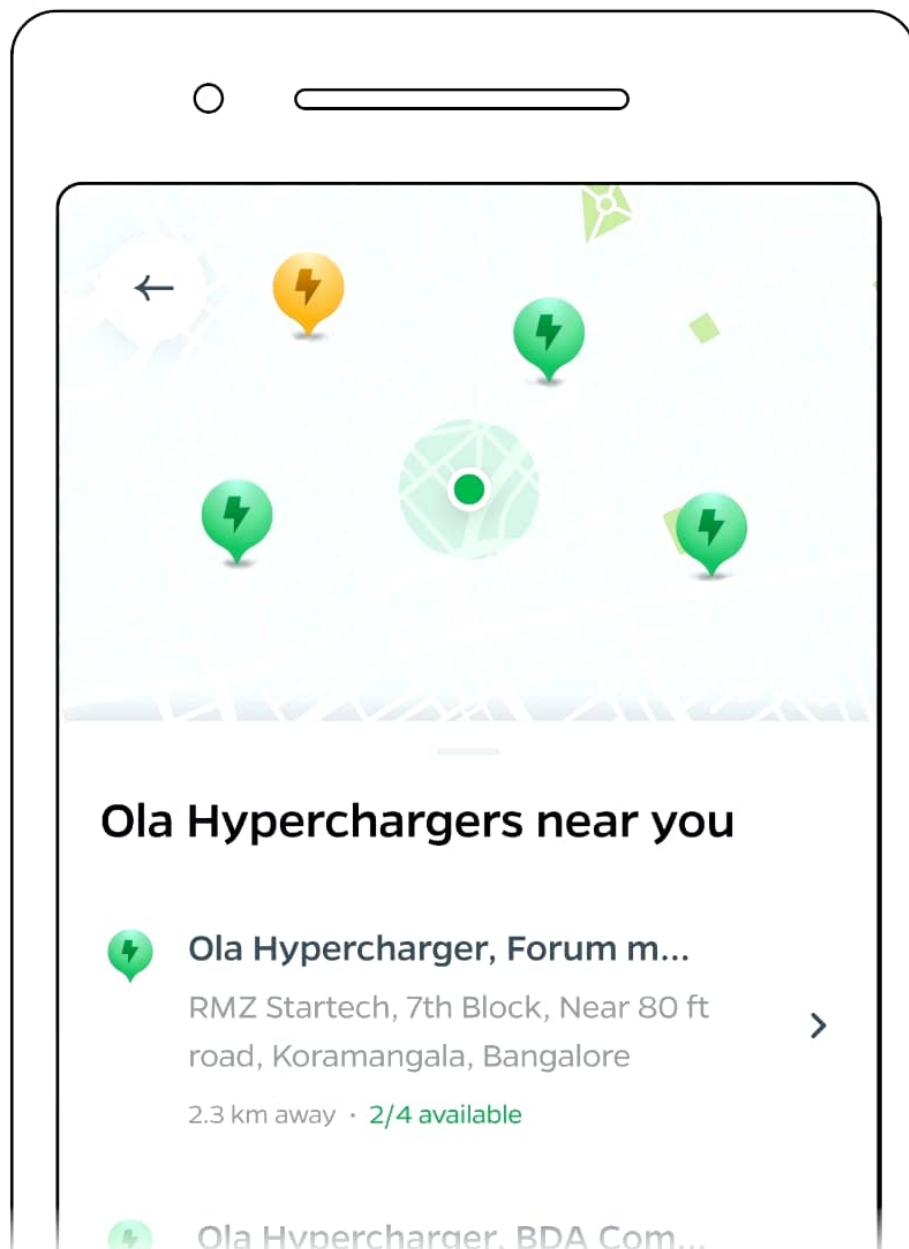 Ola Hyperchargers near you
Ola Hypercharger, Forum m...
RMZ Startech, 7th Block, Near 80 ft
road, Koramangala, Bangalore
2.3 km away · 2/4 available
Ola Hypercharger, BDA Com...